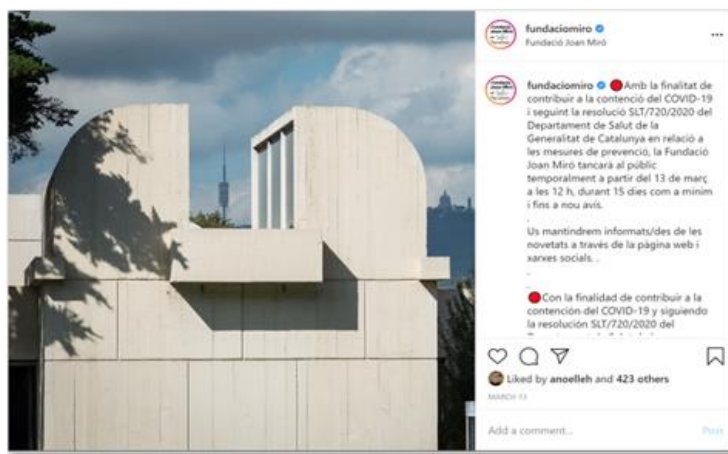 fundaciomiro
Fundació Joan Miró
fundaciomiro 🔴Amb la finalitat de
contribuir a la contenció del COVID-19
i seguint la resolució SLT/720/2020 del
Departament de Salut de la
Generalitat de Catalunya en relació a
les mesures de prevenció, la Fundació
Joan Miró tancarà al públic
temporalment a partir del 13 de març
a les 12 h, durant 15 dies com a mínim
i fins a nou avís.
.
Us mantindrem informats/des de les
novetats a través de la pàgina web i
xarxes socials. .
.
.
🔴Con la finalidad de contribuir a la
contención del COVID-19 y siguiendo
la resolución SLT/720/2020 del
Liked by anoelleh and 423 others
MARCH 13
Add a comment...
Post